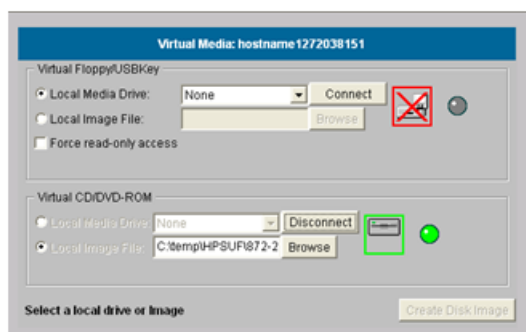 Virtual Media: hostname1272038151
Virtual Floppy/USBKey
Local Media Drive: None Connect
Local Image File: Browse
Force read-only access
Virtual CD/DVD-ROM
Local Media Drive: None Disconnect
Local Image File: C:\temp\HPSUF\872-2 Browse
Select a local drive or Image Create Disk Image